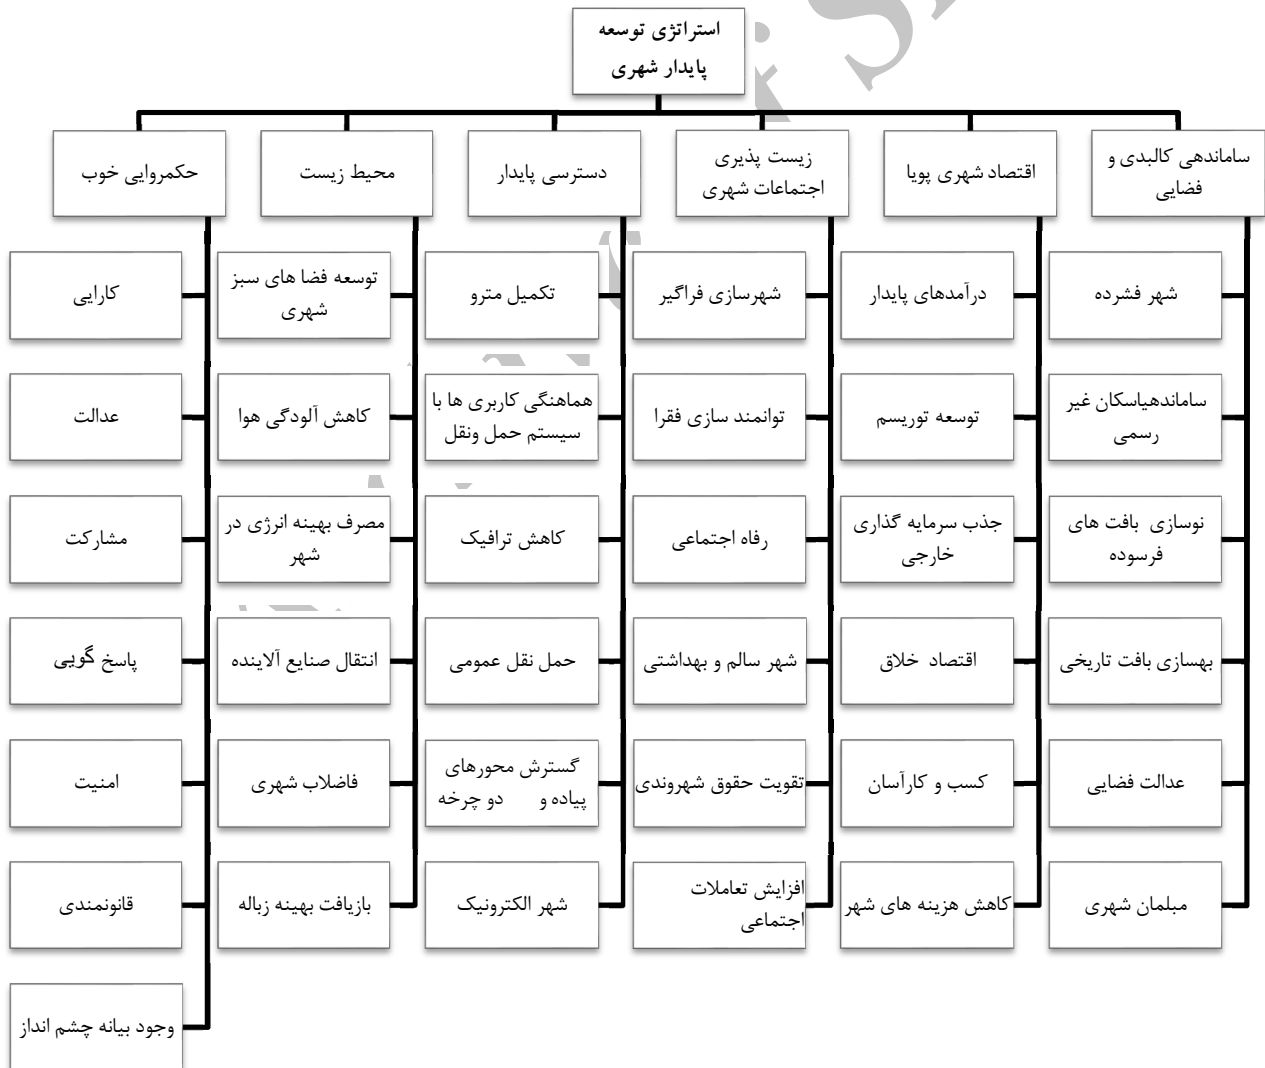 استراتژی توسعه
پایدار شهری
ساماندهی کالبدی و
فضایی
اقتصاد شهری پویا
زیست پذیری
اجتماعات شهری
دسترسی پایدار
محیط زیست
حکمروایی خوب
شهر فشرده
ساماندهیاسکان غیر
رسمی
نوسازی بافت های
فرسوده
بهسازی بافت تاریخی
عدالت فضایی
مبلمان شهری
درآمدهای پایدار
توسعه توریسم
جذب سرمایه گذاری
خارجی
اقتصاد خلاق
کسب و کارآسان
کاهش هزینه های شهر
شهرسازی فراگیر
توانمند سازی فقرا
رفاه اجتماعی
شهر سالم و بهداشتی
تقویت حقوق شهروندی
افزایش تعاملات
اجتماعی
تکمیل مترو
هماهنگی کاربری ها با
سیستم حمل ونقل
کاهش ترافیک
حمل نقل عمومی
گسترش محورهای
پیاده و دو چرخه
شهر الکترونیک
توسعه فضا های سبز
شهری
کاهش آلودگی هوا
مصرف بهینه انرژی در
شهر
انتقال صنایع آلاینده
فاضلاب شهری
بازیافت بهینه زباله
کارایی
عدالت
مشارکت
پاسخ گویی
امنیت
قانونمندی
وجود بیانه چشم انداز